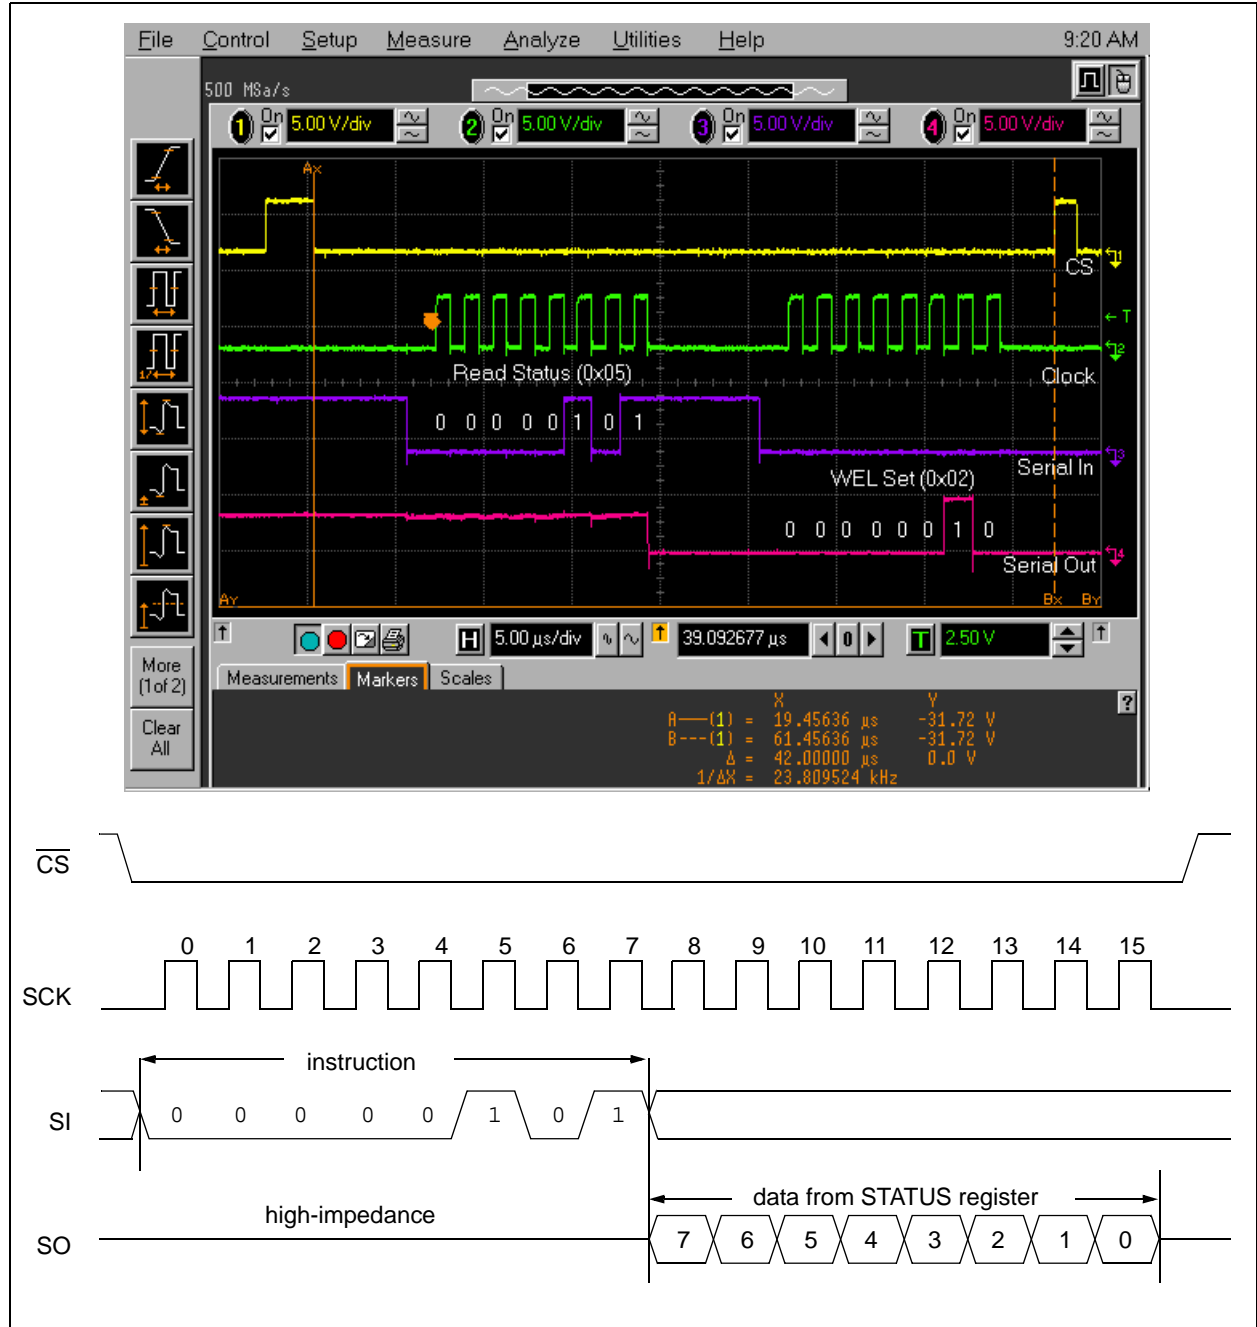 File Control Setup Measure Analyze Utilities Help 9:20 AM
500 MSa/s
1 On 5.00 V/div 2 On 5.00 V/div 3 On 5.00 V/div 4 On 5.00 V/div
Ax
1
CS
T
2
Read Status (0x05)
Clock
0 0 0 0 0 1 0 1
3
Serial In
WEL Set (0x02)
0 0 0 0 0 0 1 0
4
Serial Out
Ay Bx By
1/
H 5.00 µs/div 39.092677 µs 0 T 2.50 V
More
(1 of 2)
Clear
All
Measurements Markers Scales
?
X Y
A---(1) = 19.45636 µs -31.72 V
B---(1) = 61.45636 µs -31.72 V
Δ = 42.00000 µs 0.0 V
1/ΔX = 23.809524 kHz
CS
0 1 2 3 4 5 6 7 8 9 10 11 12 13 14 15
SCK
instruction
SI 0 0 0 0 0 1 0 1
data from STATUS register
high-impedance
SO 7 6 5 4 3 2 1 0